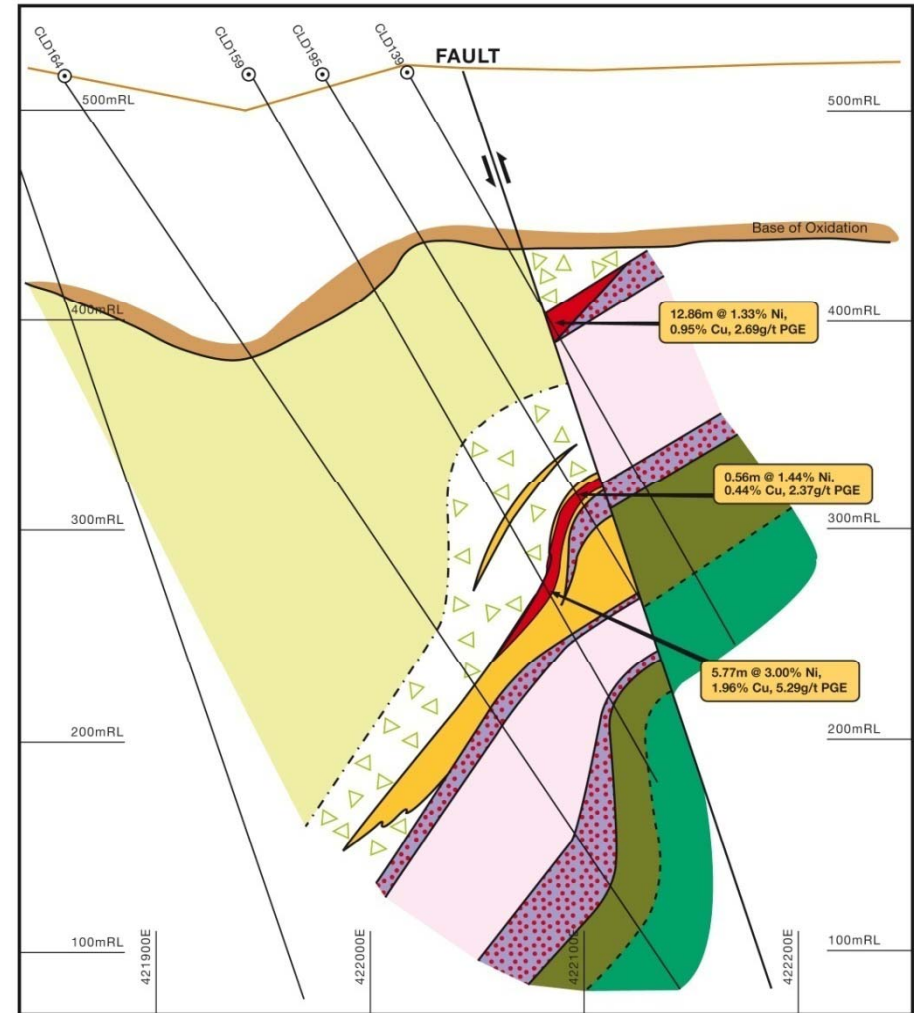 CLD164
CLD159
CLD195
CLD139
FAULT
500mRL
500mRL
Base of Oxidation
400mRL
400mRL
12.86m @ 1.33% Ni,
0.95% Cu, 2.69g/t PGE
0.56m @ 1.44% Ni.
0.44% Cu, 2.37g/t PGE
300mRL
300mRL
5.77m @ 3.00% Ni,
1.96% Cu, 5.29g/t PGE
200mRL
200mRL
100mRL
100mRL
421900E
422000E
422100E
422200E